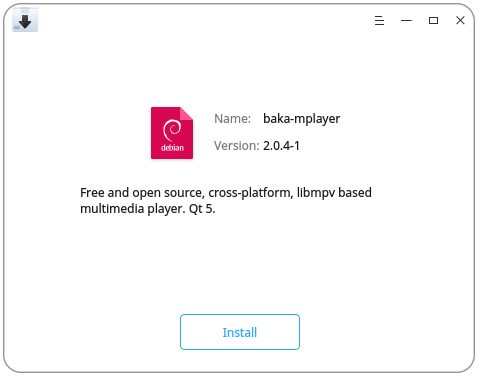 debian
Name: baka-mplayer
Version: 2.0.4-1
Free and open source, cross-platform, libmpv based
multimedia player. Qt 5.
Install